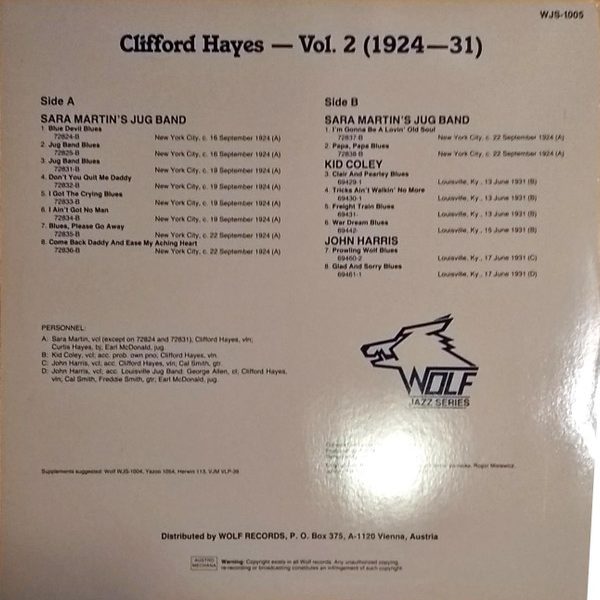 WJS-1005
Clifford Hayes — Vol. 2 (1924—31)
Side A
SARA MARTIN'S JUG BAND
1. Blue Devil Blues
72824-B New York City, c. 16 September 1924 (A)
2. Jug Band Blues
72825-B New York City, c. 16 September 1924 (A)
3. Jug Band Blues
72831-B New York City, c. 19 September 1924 (A)
4. Don't You Quit Me Daddy
72832-B New York City, c. 19 September 1924 (A)
5. I Got The Crying Blues
72833-B New York City, c. 19 September 1924 (A)
6. I Ain't Got No Man
72834-B New York City, c. 19 September 1924 (A)
7. Blues, Please Go Away
72835-B New York City, c. 22 September 1924 (A)
8. Come Back Daddy And Ease My Aching Heart
72836-B New York City, c. 22 September 1924 (A)
Side B
SARA MARTIN'S JUG BAND
1. I'm Gonna Be A Lovin' Old Soul
72837-B New York City, c. 22 September 1924 (A)
2. Papa, Papa Blues
72838-B New York City, c. 22 September 1924 (A)
KID COLEY
3. Clair And Pearley Blues
69429-1 Louisville, Ky., 13 June 1931 (B)
4. Tricks Ain't Walkin' No More
69430-1 Louisville, Ky., 13 June 1931 (B)
5. Freight Train Blues
69431- Louisville, Ky., 13 June 1931 (B)
6. War Dream Blues
69442- Louisville, Ky., 15 June 1931 (B)
JOHN HARRIS
7. Prowling Wolf Blues
69460-2 Louisville, Ky., 17 June 1931 (C)
8. Glad And Sorry Blues
69461-1 Louisville, Ky., 17 June 1931 (D)
PERSONNEL:
A: Sara Martin, vcl (except on 72824 and 72831); Clifford Hayes, vln;
Curtis Hayes, bj; Earl McDonald, jug.
B: Kid Coley, vcl; acc. prob. own pno; Clifford Hayes, vln.
C: John Harris, vcl; acc. Clifford Hayes, vln; Cal Smith, gtr.
D: John Harris, vcl; acc. Louisville Jug Band: George Allen, cl; Clifford Hayes,
vln; Cal Smith, Freddie Smith, gtr; Earl McDonald, jug.
WOLF
JAZZ SERIES
Roger Misiewicz,
Supplements suggested: Wolf WJS-1004, Yazoo 1054, Herwin 113, VJM VLP-39
Distributed by WOLF RECORDS, P. O. Box 375, A-1120 Vienna, Austria
AUSTRO
MECHANA
Warning: Copyright exists in all Wolf records. Any unauthorized copying,
re-recording or broadcasting constitutes an infringement of such copyright.